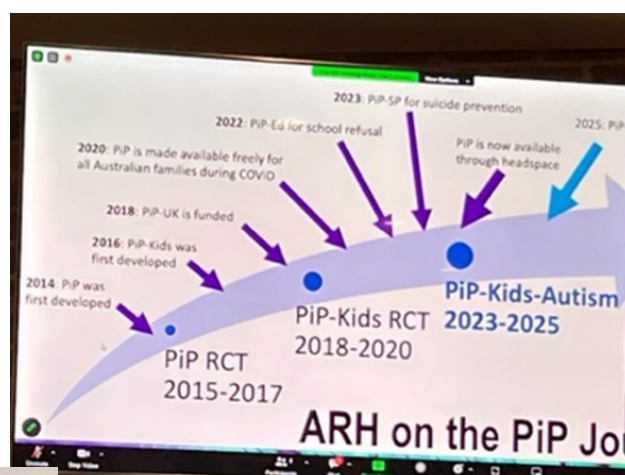 2023: PiP-SP for suicide prevention
2022: PiP-Ed for school refusal
2025: PiP
PiP is now available
through headspace
2020: PiP is made available freely for
all Australian families during COVID
2018: PiP-UK is funded
2016: PiP-Kids was
first developed
2014: PiP was
first developed
PiP-Kids-Autism
2023-2025
PiP-Kids RCT
2018-2020
PiP RCT
2015-2017
ARH on the PiP Jo
Stop Video